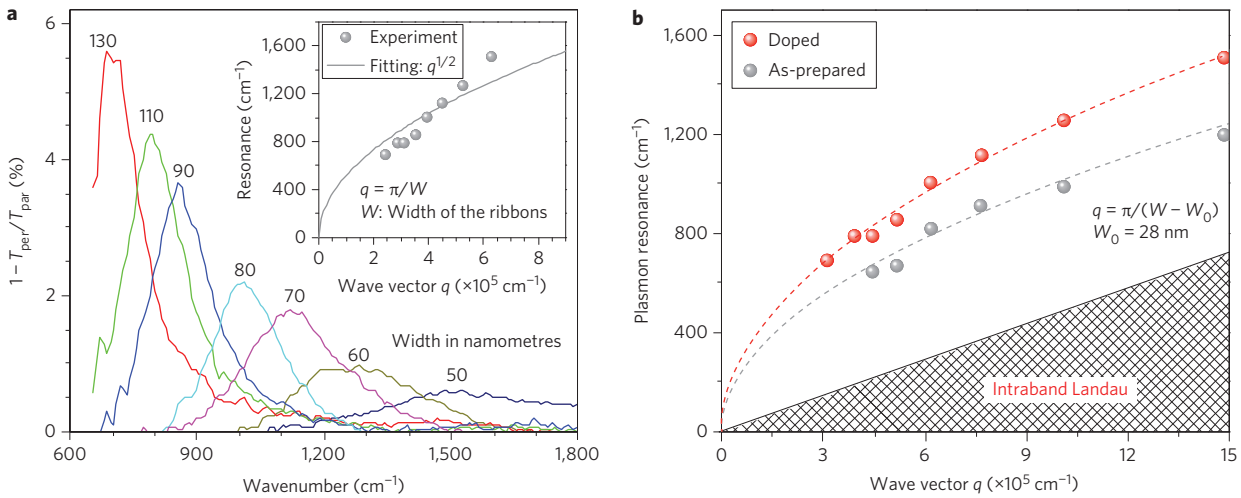 a
6
4
2
0
1 – Tper/Tpar (%)
130
110
90
80
70
60
50
Width in namometres
600
900
1,200
1,500
1,800
Wavenumber (cm⁻¹)
1,600
1,200
800
400
0
Resonance (cm⁻¹)
Experiment
Fitting: q¹/²
q = π/W
W: Width of the ribbons
0
2
4
6
8
Wave vector q (×10⁵ cm⁻¹)
b
1,600
1,200
800
400
0
Plasmon resonance (cm⁻¹)
Doped
As-prepared
q = π/(W – W₀)
W₀ = 28 nm
Intraband Landau
0
3
6
9
12
15
Wave vector q (×10⁵ cm⁻¹)